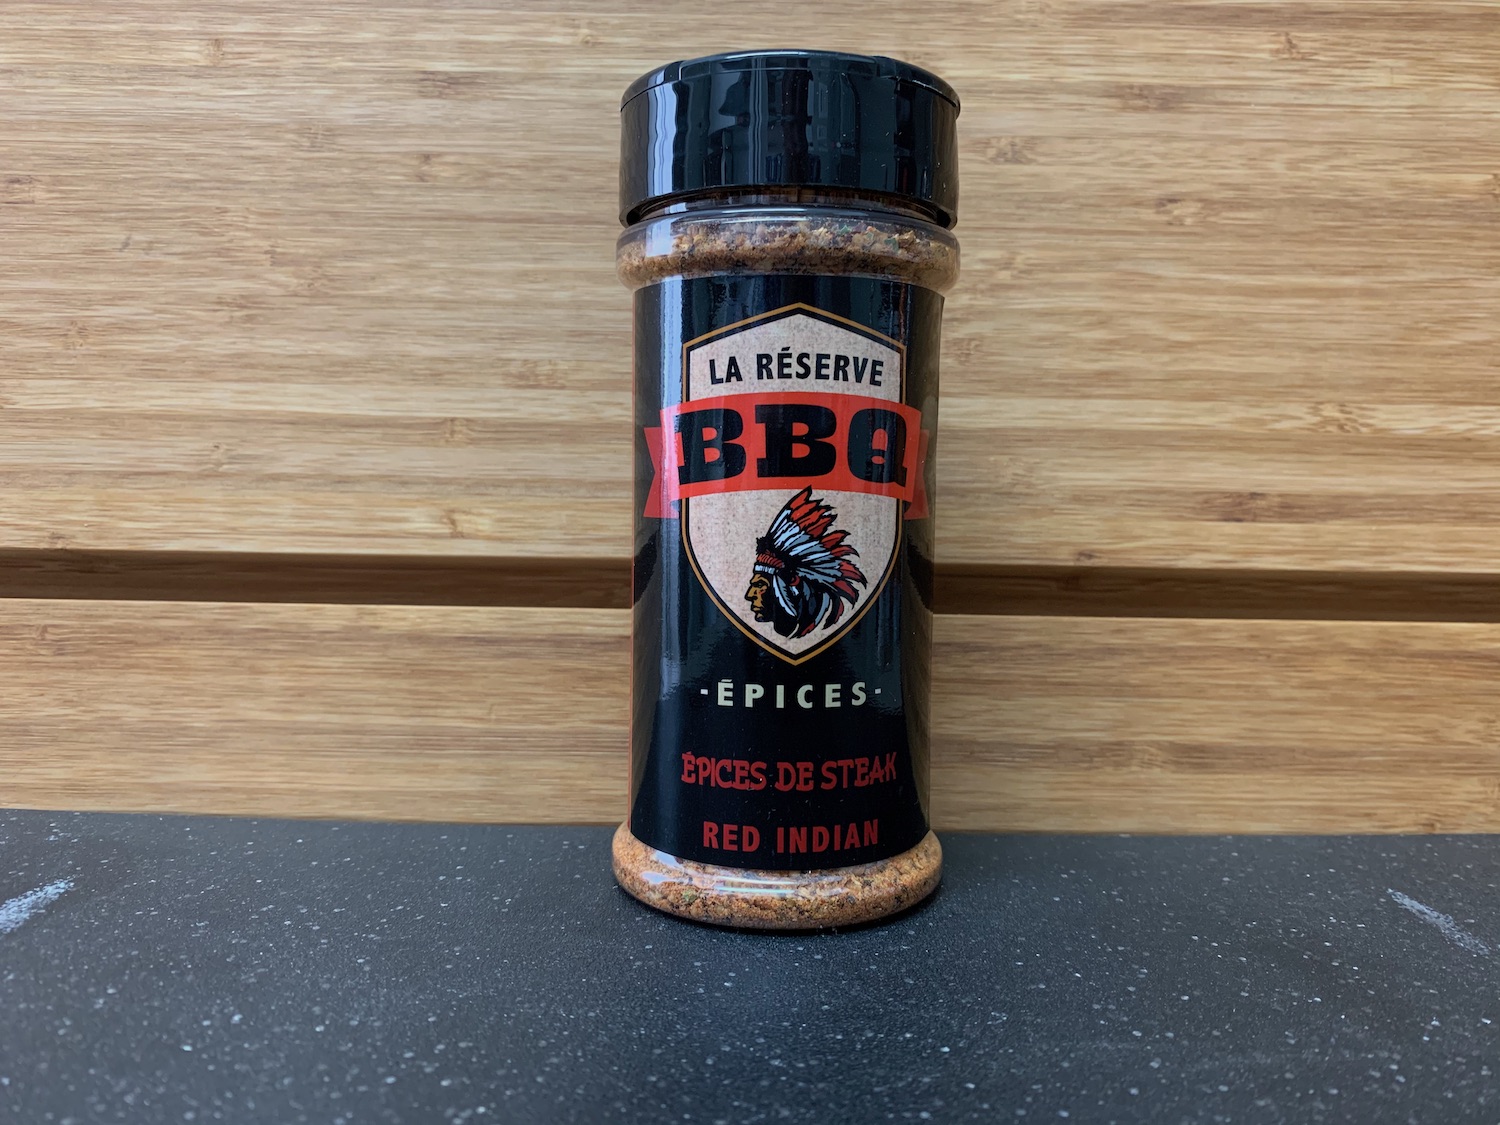 LA RÉSERVE
BBQ
-ÉPICES-
ÉPICES DE STEAK
RED INDIAN